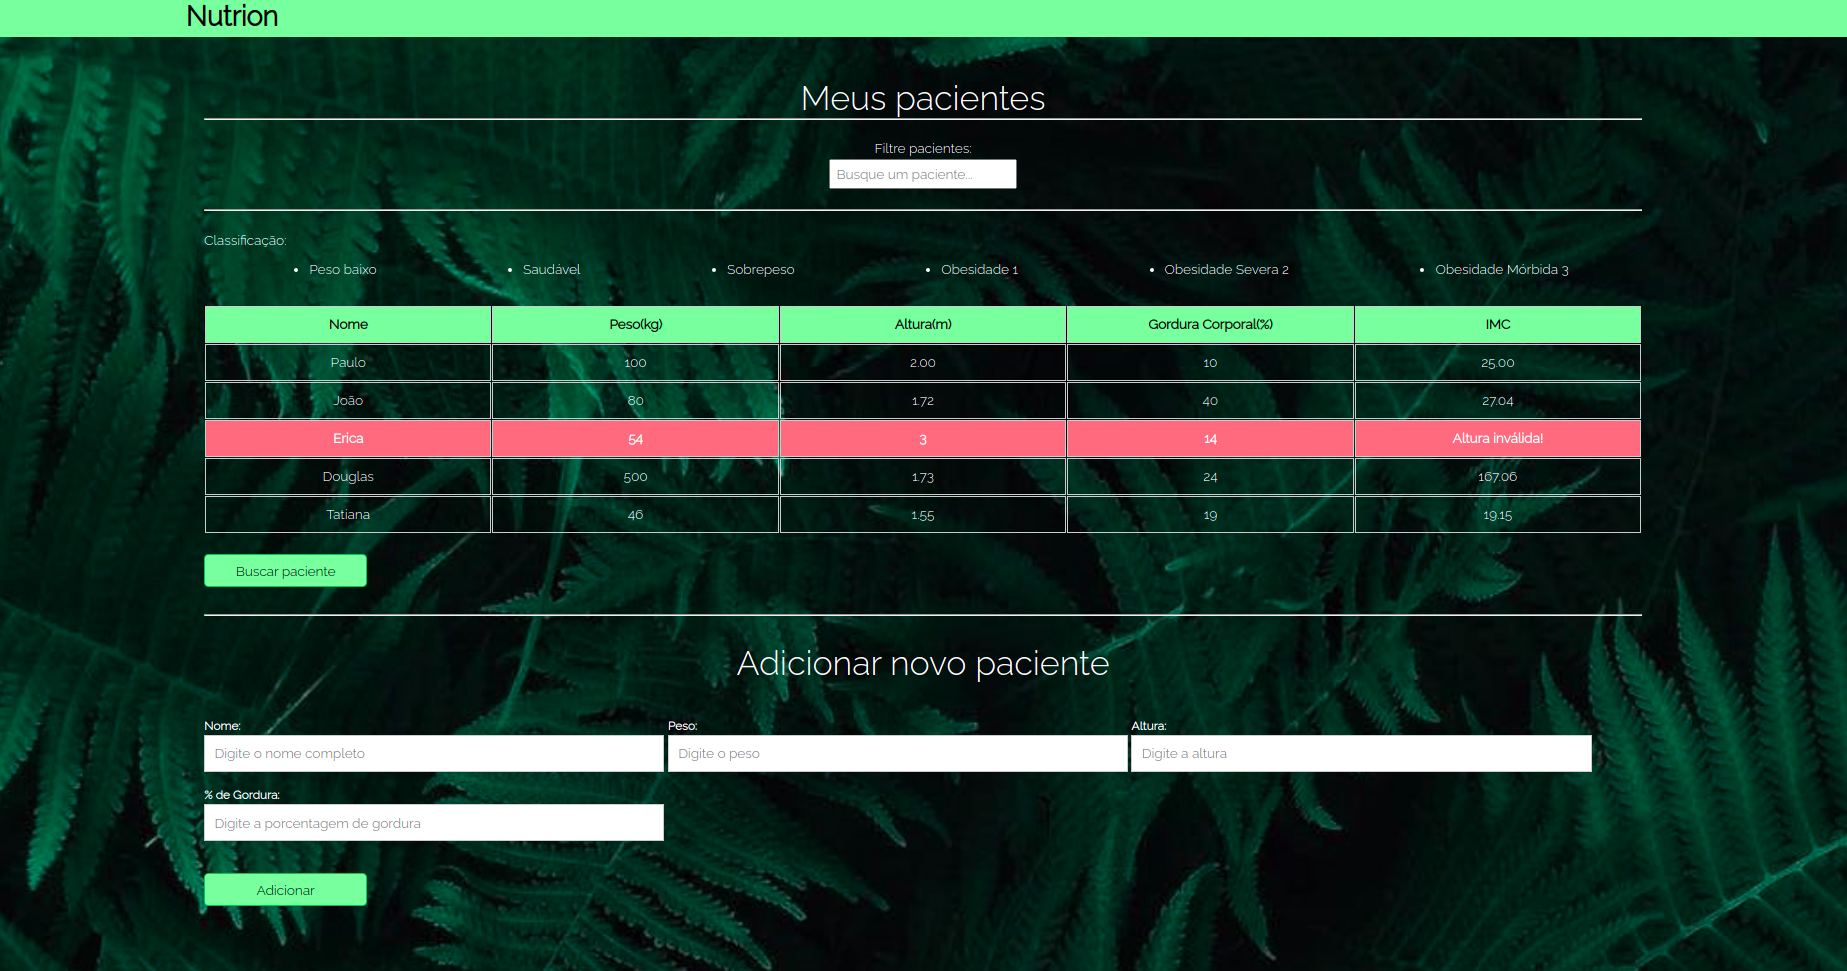 Nutrion
Meus pacientes
Filtre pacientes:
Busque um paciente...
Classificação:
Peso baixo
Saudável
Sobrepeso
Obesidade 1
Obesidade Severa 2
Obesidade Mórbida 3
Nome Peso(kg) Altura(m) Gordura Corporal(%) IMC
Paulo 100 2.00 10 25.00
João 80 1.72 40 27.04
Erica 54 3 14 Altura inválida!
Douglas 500 1.73 24 167.06
Tatiana 46 1.55 19 19.15
Buscar paciente
Adicionar novo paciente
Nome: Peso: Altura:
Digite o nome completo Digite o peso Digite a altura
% de Gordura:
Digite a porcentagem de gordura
Adicionar